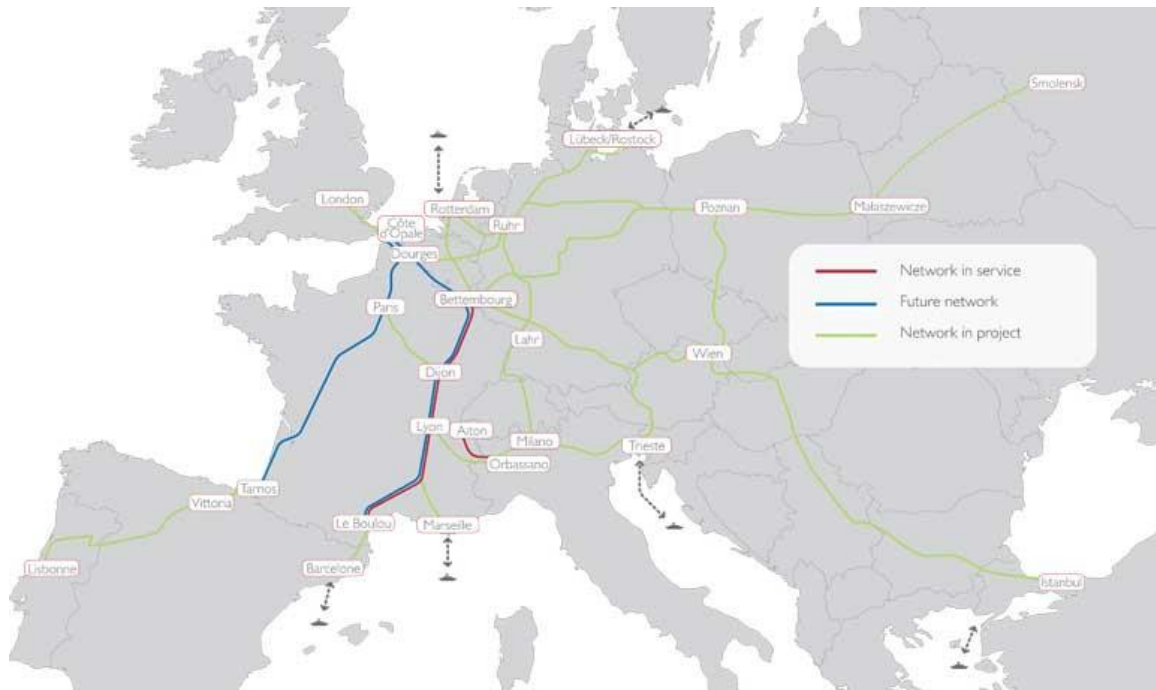 Smolensk
Lübeck/Rostock
London
Rotterdam
Poznan
Małaszewicze
Côte
d'Opale
Ruhr
Dourges
Network in service
Bettembourg
Future network
Paris
Network in project
Lahr
Wien
Dijon
Lyon
Aiton
Milano
Trieste
Orbassano
Tarnos
Vittoria
Le Boulou
Marseille
Lisbonne
Barcelone
Istanbul